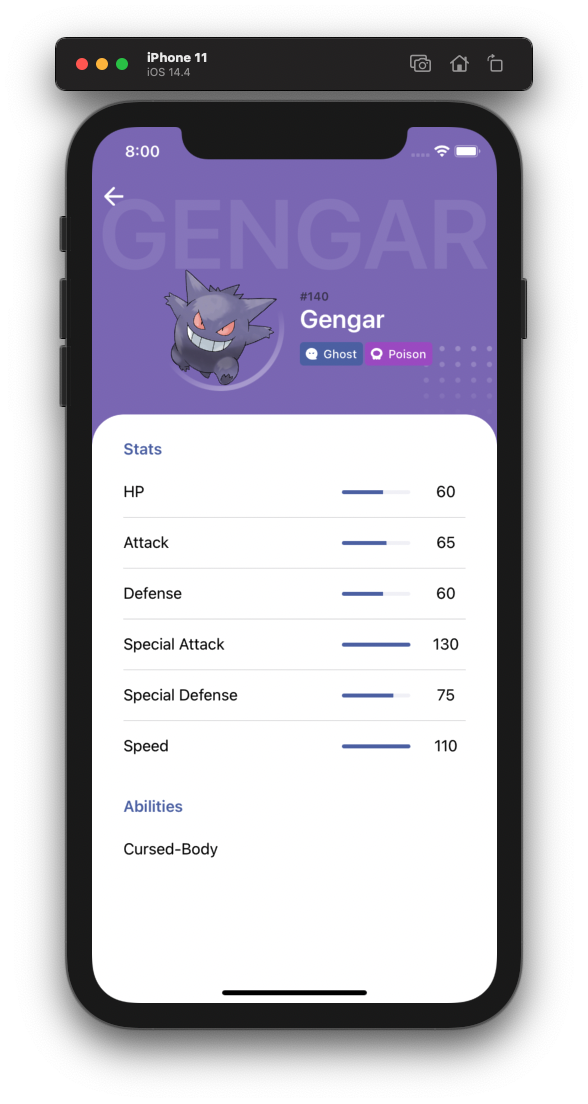 iPhone 11
iOS 14.4
8:00
GENGAR
#140
Gengar
Ghost Poison
Stats
HP 60
Attack 65
Defense 60
Special Attack 130
Special Defense 75
Speed 110
Abilities
Cursed-Body